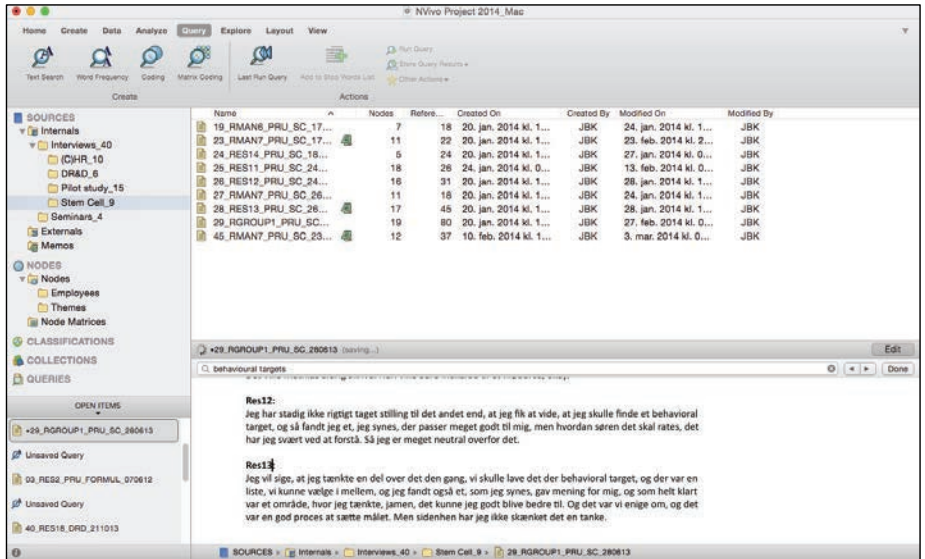 NVivo Project 2014_Mac
Home Create Data Analyze Query Explore Layout View
Text Search Word Frequency Coding Matrix Coding Last Run Query Add to Stop Words List
Run Query
Store Query Results
Other Actions
Create Actions
SOURCES
Internals
Interviews_40
(C)HR_10
DR&D_6
Pilot study_15
Stem Cell_9
Seminars_4
Externals
Memos
NODES
Nodes
Employees
Themes
Node Matrices
CLASSIFICATIONS
COLLECTIONS
QUERIES
OPEN ITEMS
•29_RGROUP1_PRU_SC_280613
Unsaved Query
03_RES2_PRU_FORMUL_070612
Unsaved Query
40_RES18_DRD_211013
Name Nodes Refere... Created On Created By Modified On Modified By
19_RMAN6_PRU_SC_17... 7 18 20. jan. 2014 kl. 1... JBK 24. jan. 2014 kl. 1... JBK
23_RMAN7_PRU_SC_17... 11 22 20. jan. 2014 kl. 1... JBK 23. feb. 2014 kl. 2... JBK
24_RES14_PRU_SC_18... 5 24 20. jan. 2014 kl. 1... JBK 27. jan. 2014 kl. 0... JBK
25_RES11_PRU_SC_24... 18 26 24. jan. 2014 kl. 0... JBK 13. feb. 2014 kl. 0... JBK
26_RES12_PRU_SC_24... 16 31 20. jan. 2014 kl. 1... JBK 28. jan. 2014 kl. 1... JBK
27_RMAN7_PRU_SC_26... 11 18 20. jan. 2014 kl. 1... JBK 24. jan. 2014 kl. 1... JBK
28_RES13_PRU_SC_26... 17 45 20. jan. 2014 kl. 1... JBK 28. jan. 2014 kl. 1... JBK
29_RGROUP1_PRU_SC... 19 80 20. jan. 2014 kl. 1... JBK 27. feb. 2014 kl. 0... JBK
45_RMAN7_PRU_SC_23... 12 37 10. feb. 2014 kl. 1... JBK 3. mar. 2014 kl. 0... JBK
•29_RGROUP1_PRU_SC_280613 (saving...) Edit
behavioural targets Done
Res12:
Jeg har stadig ikke rigtigt taget stilling til det andet end, at jeg fik at vide, at jeg skulle finde et behavioral
target, og så fandt jeg et, jeg synes, der passer meget godt til mig, men hvordan søren det skal rates, det
har jeg svært ved at forstå. Så jeg er meget neutral overfor det.
Res13:
Jeg vil sige, at jeg tænkte en del over det den gang, vi skulle lave det der behavioral target, og der var en
liste, vi kunne vælge i mellem, og jeg fandt også et, som jeg synes, gav mening for mig, og som helt klart
var et område, hvor jeg tænkte, jamen, det kunne jeg godt blive bedre til. Og det var vi enige om, og det
var en god proces at sætte målet. Men sidenhen har jeg ikke skænket det en tanke.
SOURCES Internals Interviews_40 Stem Cell_9 29_RGROUP1_PRU_SC_280613